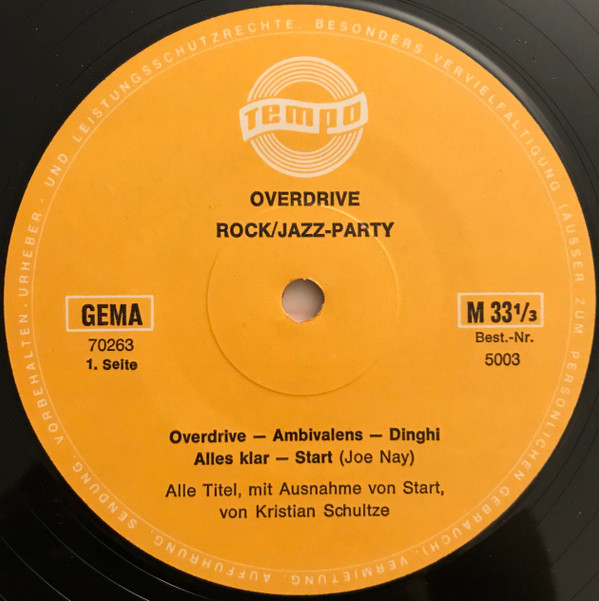 URHEBER- UND LEISTUNGSSCHUTZRECHTE, BESONDERS VERVIELFÄLTIGUNG (AUSSER ZUM PERSÖNLICHEN GEBRAUCH), VERMIETUNG, AUFFÜHRUNG, SENDUNG, VORBEHALTEN.
Tempo
OVERDRIVE
ROCK/JAZZ-PARTY
GEMA
70263
1. Seite
M 33 1/3
Best.-Nr.
5003
Overdrive – Ambivalens – Dinghi
Alles klar – Start (Joe Nay)
Alle Titel, mit Ausnahme von Start,
von Kristian Schultze